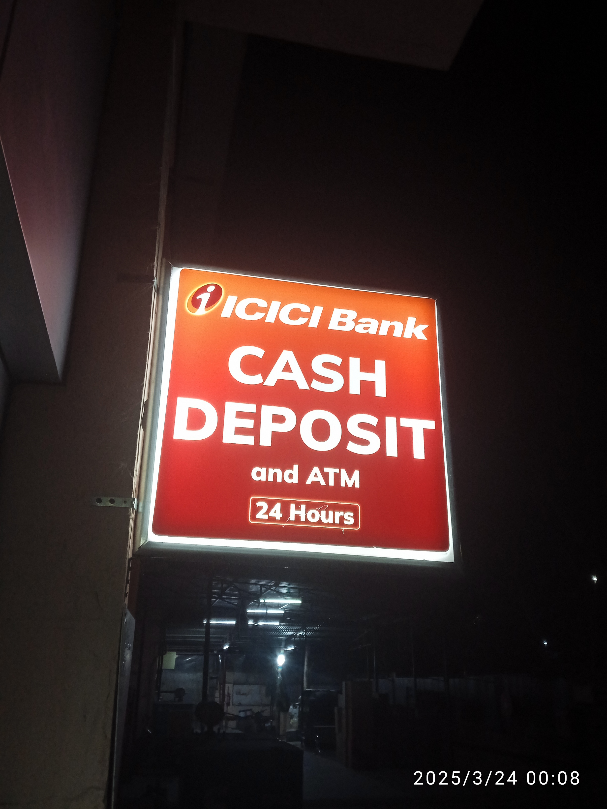 i ICICI Bank
CASH
DEPOSIT
and ATM
24 Hours
2025/3/24 00:08